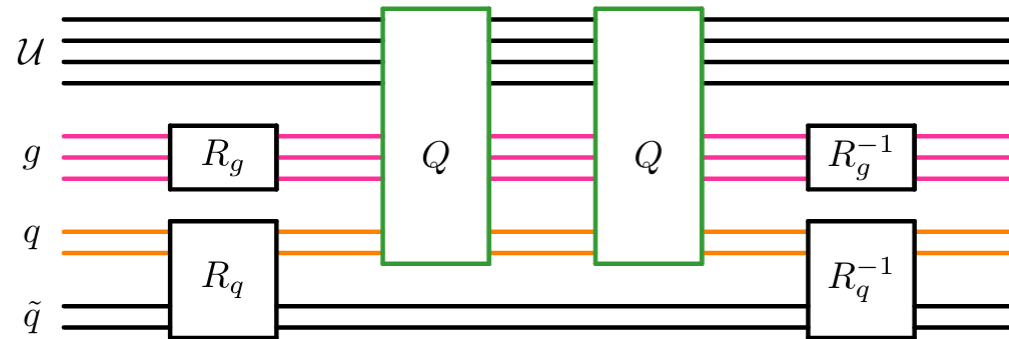 𝒰
g R_g Q Q R_g^{-1}
q
R_q R_q^{-1}
q̃